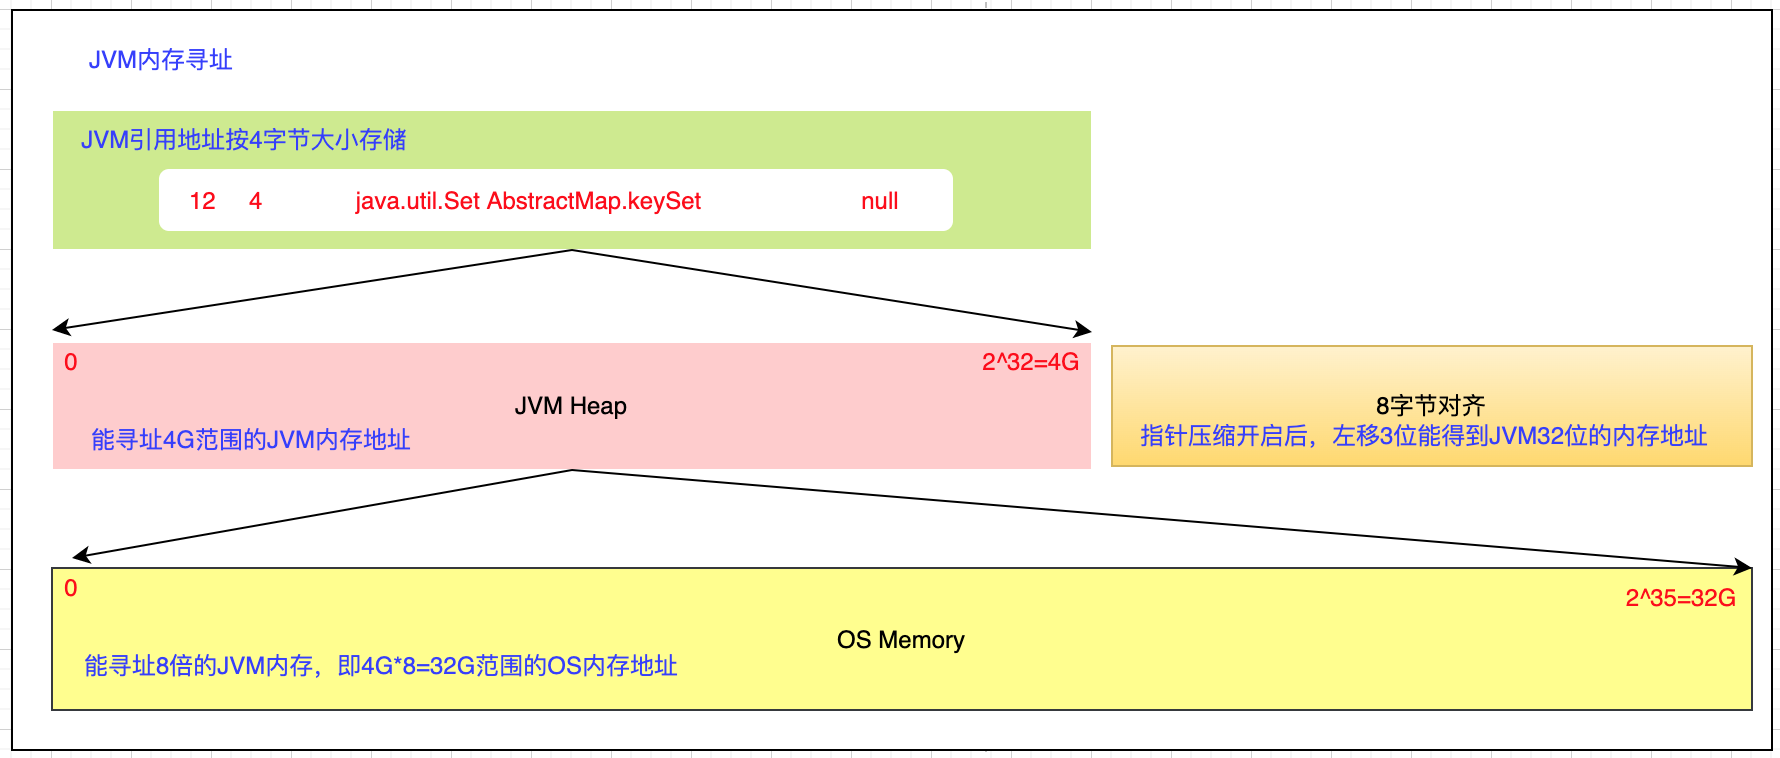 JVM内存寻址
JVM引用地址按4字节大小存储
12 4 java.util.Set AbstractMap.keySet null
0 2^32=4G
JVM Heap
能寻址4G范围的JVM内存地址
8字节对齐
指针压缩开启后，左移3位能得到JVM32位的内存地址
0
2^35=32G
OS Memory
能寻址8倍的JVM内存，即4G*8=32G范围的OS内存地址